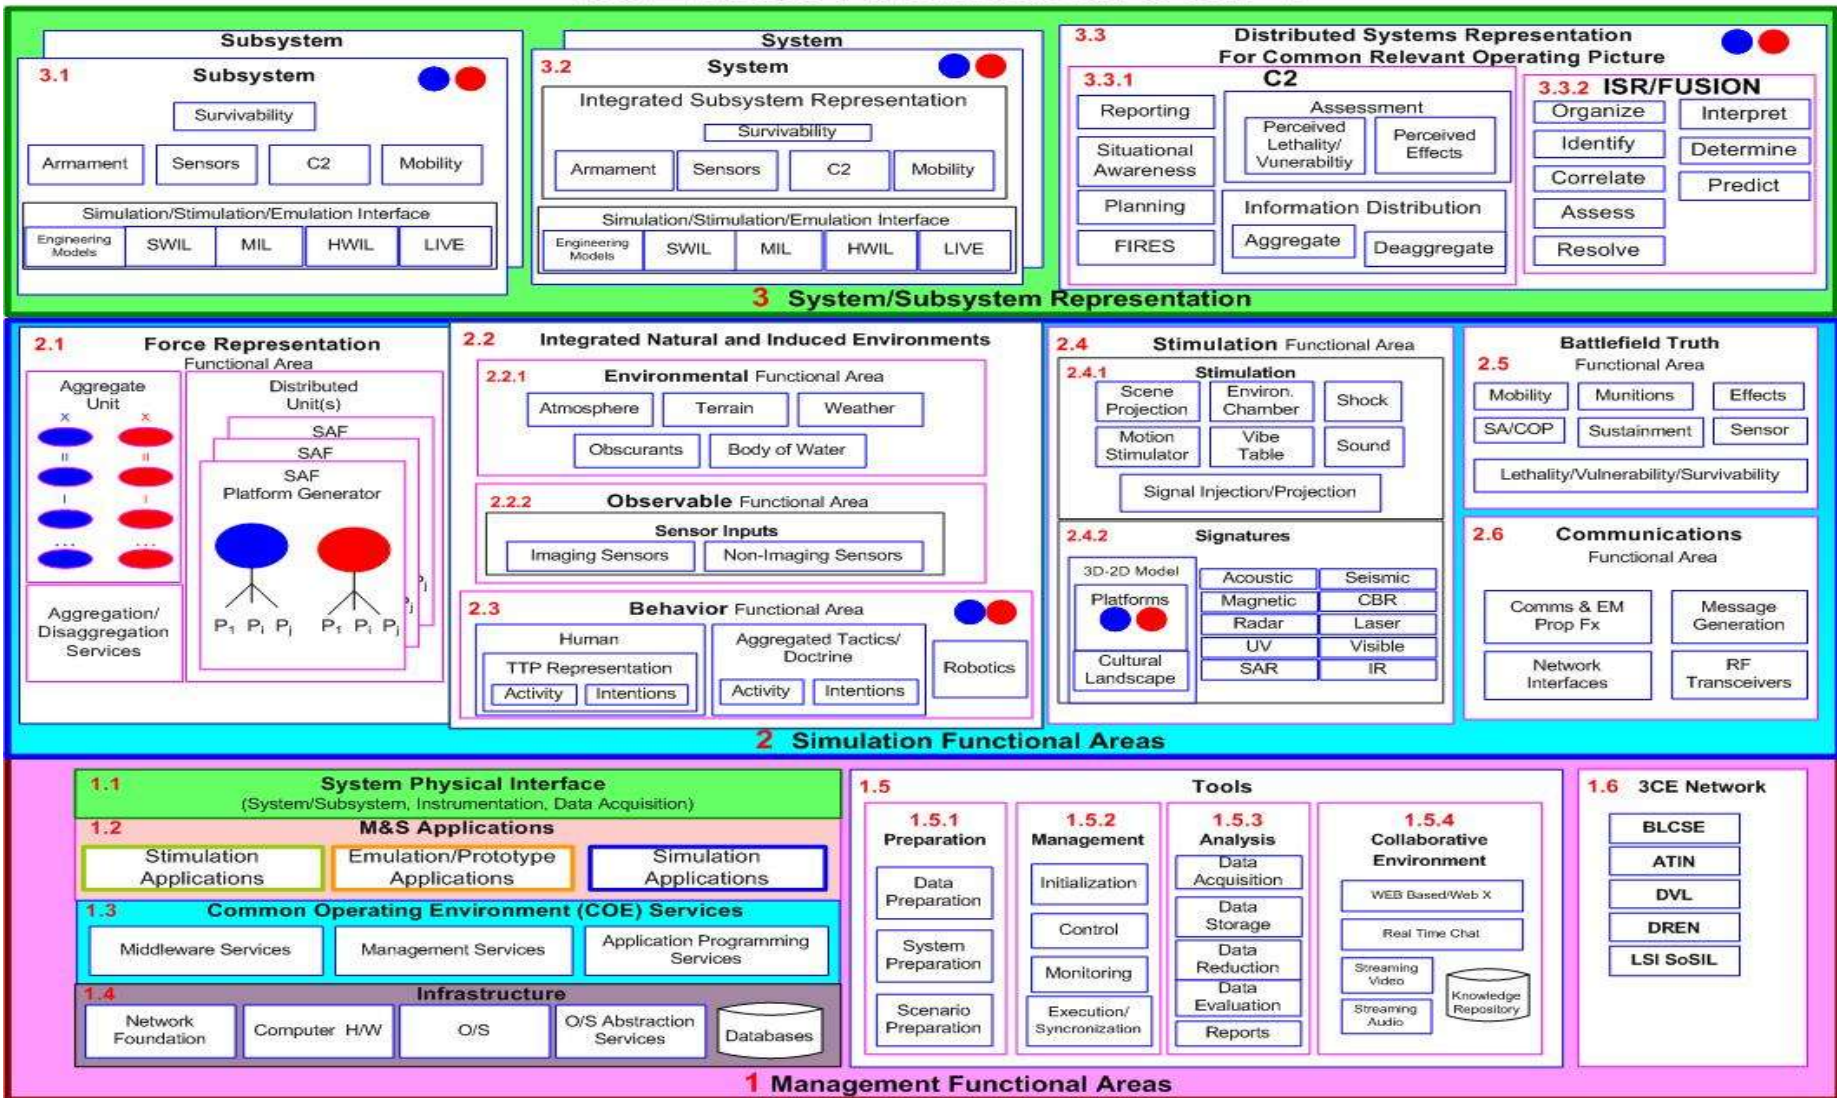 Subsystem
3.1 Subsystem
Survivability
Armament Sensors C2 Mobility
Simulation/Stimulation/Emulation Interface
Engineering
Models
SWIL MIL HWIL LIVE
System
3.2 System
Integrated Subsystem Representation
Survivability
Armament Sensors C2 Mobility
Simulation/Stimulation/Emulation Interface
Engineering
Models
SWIL MIL HWIL LIVE
3.3 Distributed Systems Representation
For Common Relevant Operating Picture
3.3.1 C2
Reporting
Situational
Awareness
Planning
FIRES
Assessment
Perceived
Lethality/
Vunerabiltiy
Perceived
Effects
Information Distribution
Aggregate Deaggregate
3.3.2 ISR/FUSION
Organize
Identify
Correlate
Assess
Resolve
Interpret
Determine
Predict
3 System/Subsystem Representation
2.1 Force Representation
Functional Area
Aggregate
Unit
X X
II II
I I
... ...
Aggregation/
Disaggregation
Services
Distributed
Unit(s)
SAF
SAF
SAF
Platform Generator
P1 Pi Pj P1 Pi Pj
Pj
Pj
2.2 Integrated Natural and Induced Environments
2.2.1 Environmental Functional Area
Atmosphere Terrain Weather
Obscurants Body of Water
2.2.2 Observable Functional Area
Sensor Inputs
Imaging Sensors Non-Imaging Sensors
2.3 Behavior Functional Area
Human
TTP Representation
Activity Intentions
Aggregated Tactics/
Doctrine
Activity Intentions
Robotics
2.4 Stimulation Functional Area
2.4.1 Stimulation
Scene
Projection
Environ.
Chamber
Shock
Motion
Stimulator
Vibe
Table
Sound
Signal Injection/Projection
2.4.2 Signatures
3D-2D Model
Platforms
Cultural
Landscape
Acoustic Seismic
Magnetic CBR
Radar Laser
UV Visible
SAR IR
Battlefield Truth
2.5 Functional Area
Mobility Munitions Effects
SA/COP Sustainment Sensor
Lethality/Vulnerability/Survivability
2.6 Communications
Functional Area
Comms & EM
Prop Fx
Message
Generation
Network
Interfaces
RF
Transceivers
2 Simulation Functional Areas
1.1 System Physical Interface
(System/Subsystem, Instrumentation, Data Acquisition)
1.2 M&S Applications
Stimulation
Applications
Emulation/Prototype
Applications
Simulation
Applications
1.3 Common Operating Environment (COE) Services
Middleware Services
Management Services
Application Programming
Services
1.4 Infrastructure
Network
Foundation
Computer H/W
O/S
O/S Abstraction
Services
Databases
1.5 Tools
1.5.1
Preparation
Data
Preparation
System
Preparation
Scenario
Preparation
1.5.2
Management
Initialization
Control
Monitoring
Execution/
Syncronization
1.5.3
Analysis
Data
Acquisition
Data
Storage
Data
Reduction
Data
Evaluation
Reports
1.5.4
Collaborative
Environment
WEB Based/Web X
Real Time Chat
Streaming
Video
Streaming
Audio
Knowledge
Repository
1.6 3CE Network
BLCSE
ATIN
DVL
DREN
LSI SoSIL
1 Management Functional Areas